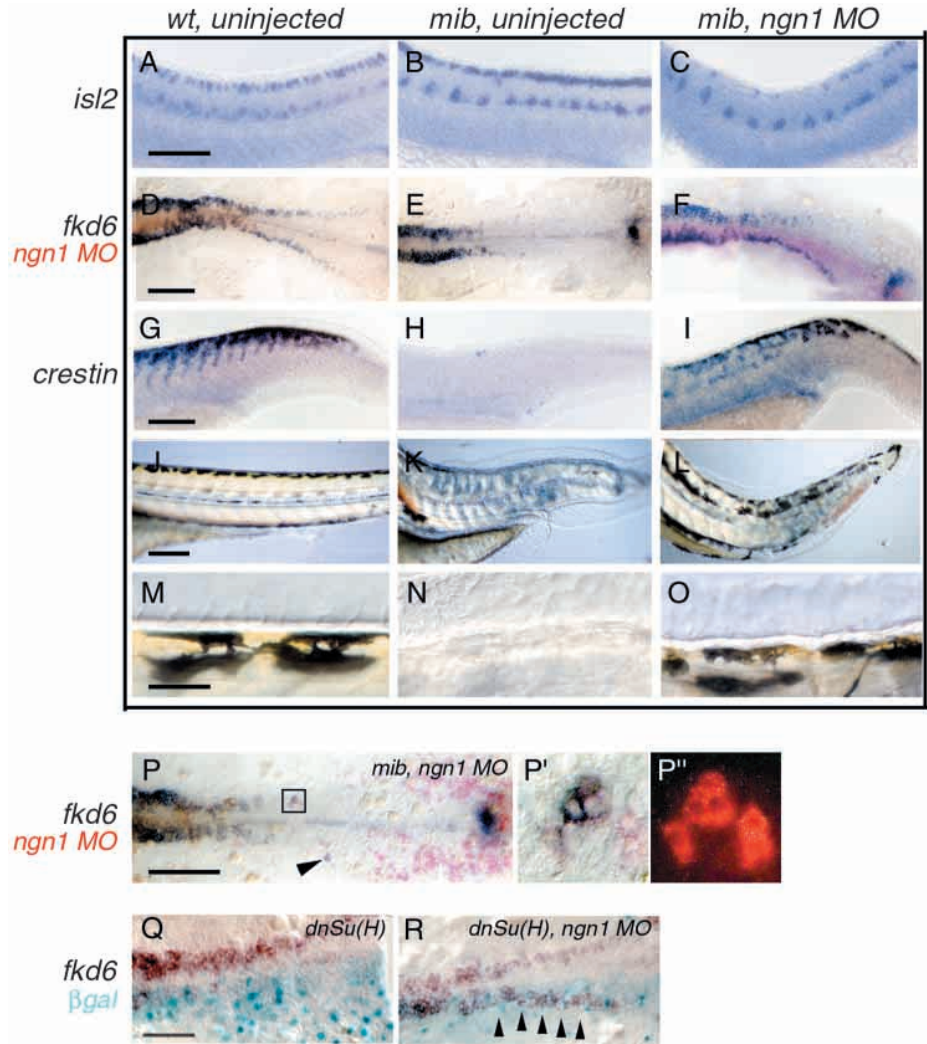 wt, uninjected mib, uninjected mib, ngn1 MO
A B C
isl2
D E F
fkd6
ngn1 MO
G H I
crestin
J K L
M N O
P mib, ngn1 MO P' P"
fkd6
ngn1 MO
Q dnSu(H) R dnSu(H), ngn1 MO
fkd6
βgal